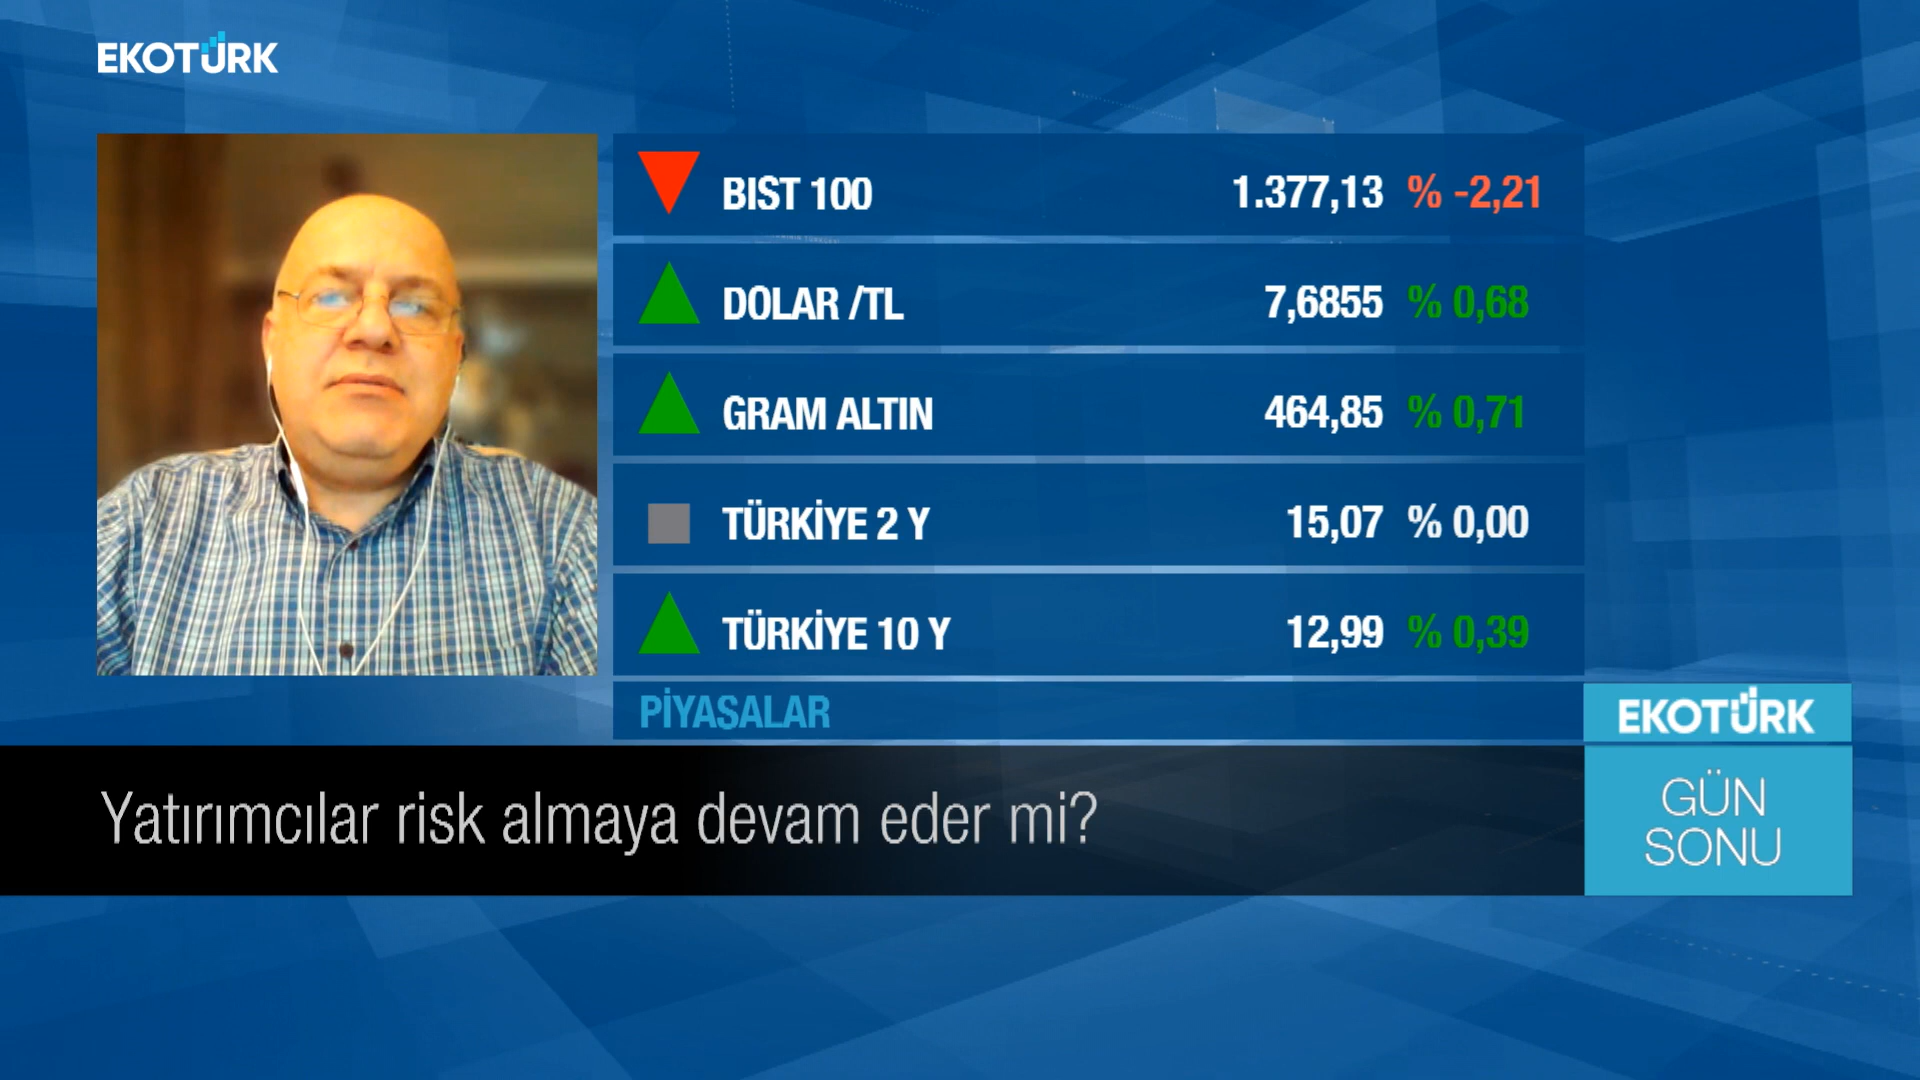 EKOTÜRK
BIST 100 1.377,13 % -2,21
DOLAR /TL 7,6855 % 0,68
GRAM ALTIN 464,85 % 0,71
TÜRKİYE 2 Y 15,07 % 0,00
TÜRKİYE 10 Y 12,99 % 0,39
PİYASALAR
EKOTÜRK
Yatırımcılar risk almaya devam eder mi?
GÜN
SONU